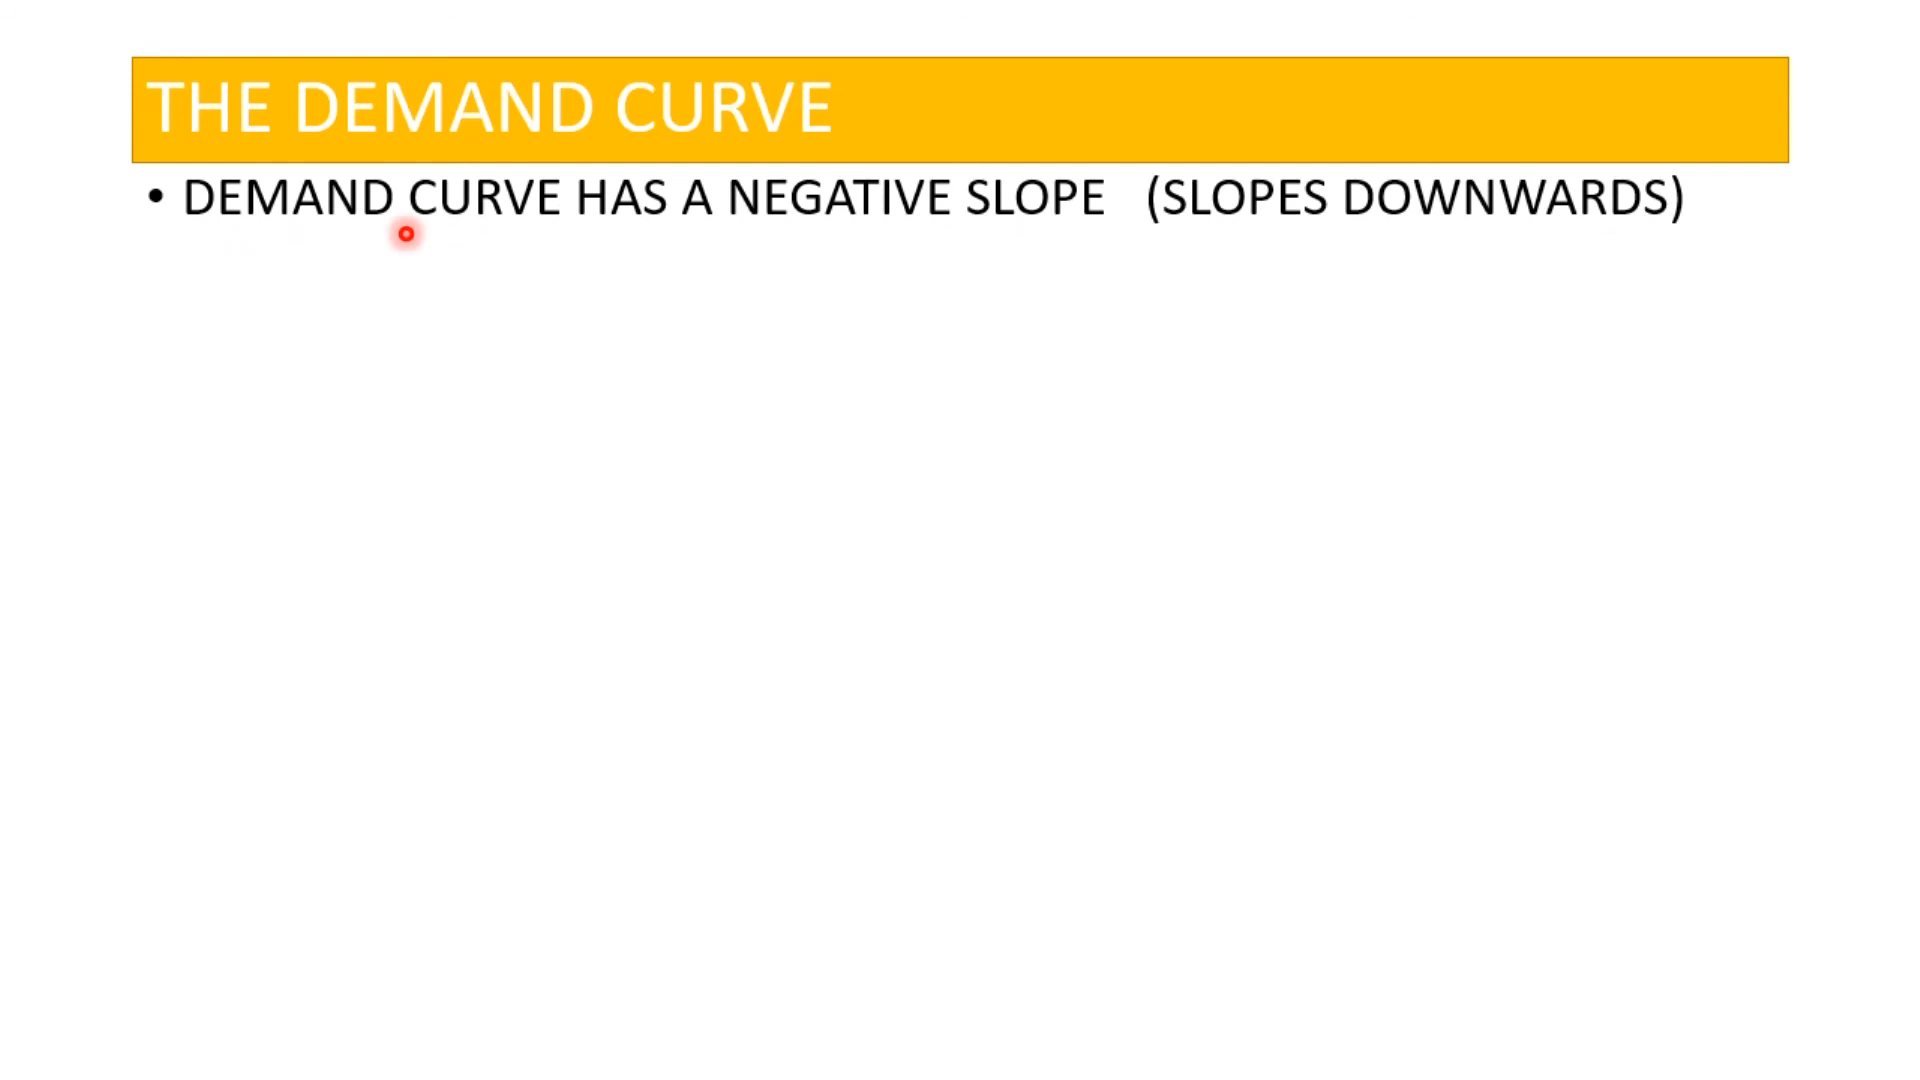 THE DEMAND CURVE
• DEMAND CURVE HAS A NEGATIVE SLOPE (SLOPES DOWNWARDS)